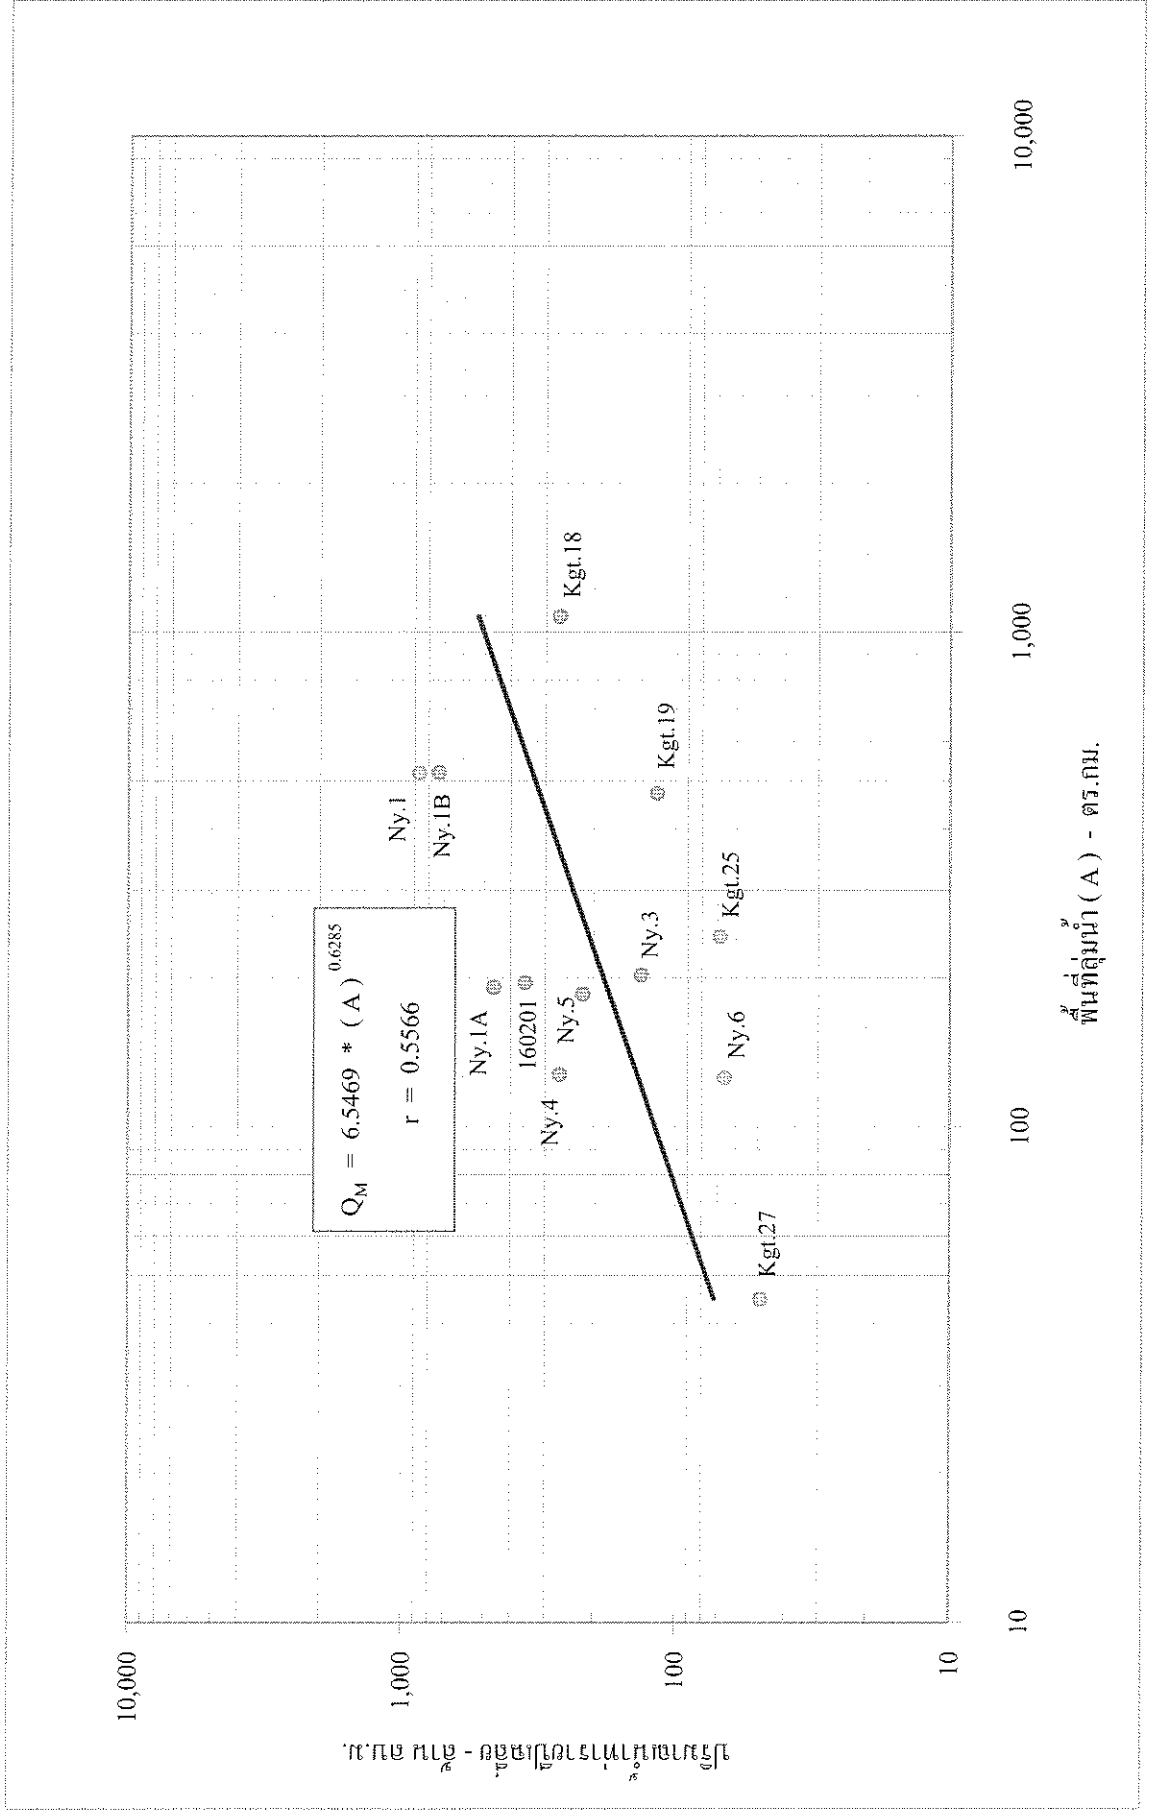 10,000
1,000
100
10
ปริมาณน้ำท่ารายปีเฉลี่ย - ล้าน ลบ.ม.
Q_M = 6.5469 * ( A ) ^0.6285
r = 0.5566
Ny.1
Ny.1B
Ny.1A
160201
Ny.4
Ny.5
Ny.3
Ny.6
Kgt.18
Kgt.19
Kgt.25
Kgt.27
10
100
1,000
10,000
พื้นที่ลุ่มน้ำ ( A ) - ตร.กม.